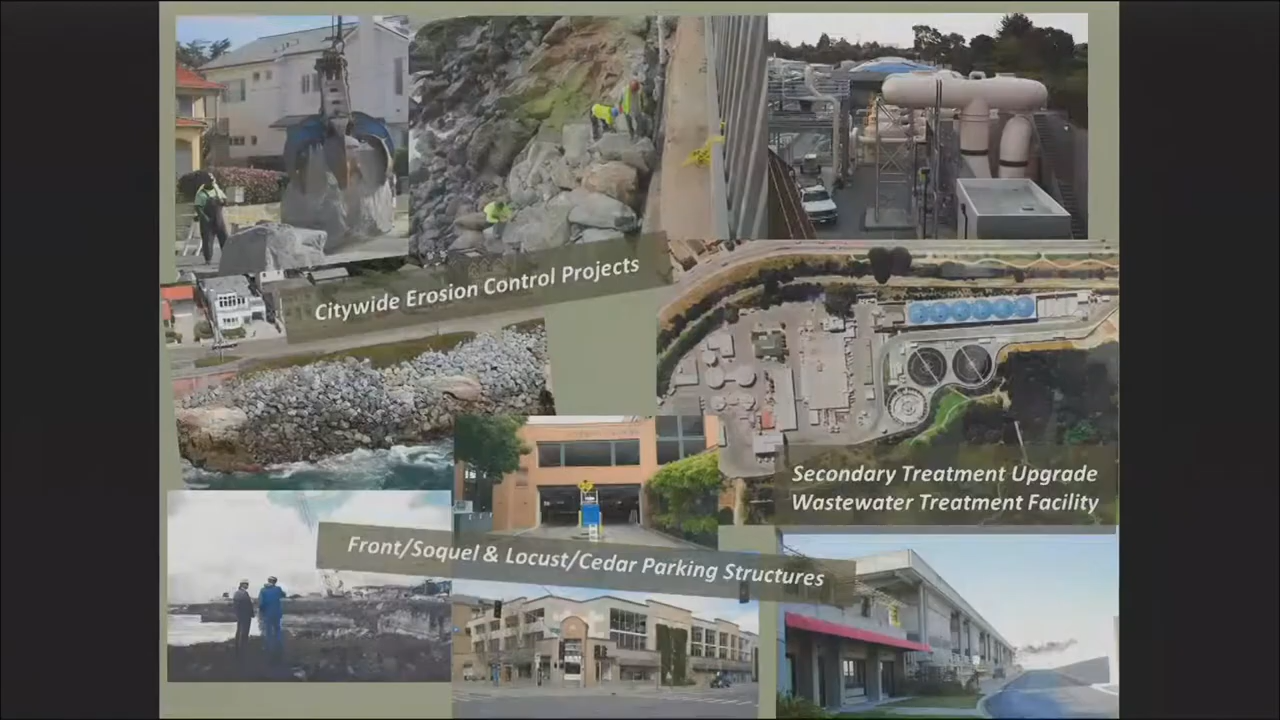 Citywide Erosion Control Projects
Secondary Treatment Upgrade
Wastewater Treatment Facility
Front/Soquel & Locust/Cedar Parking Structures